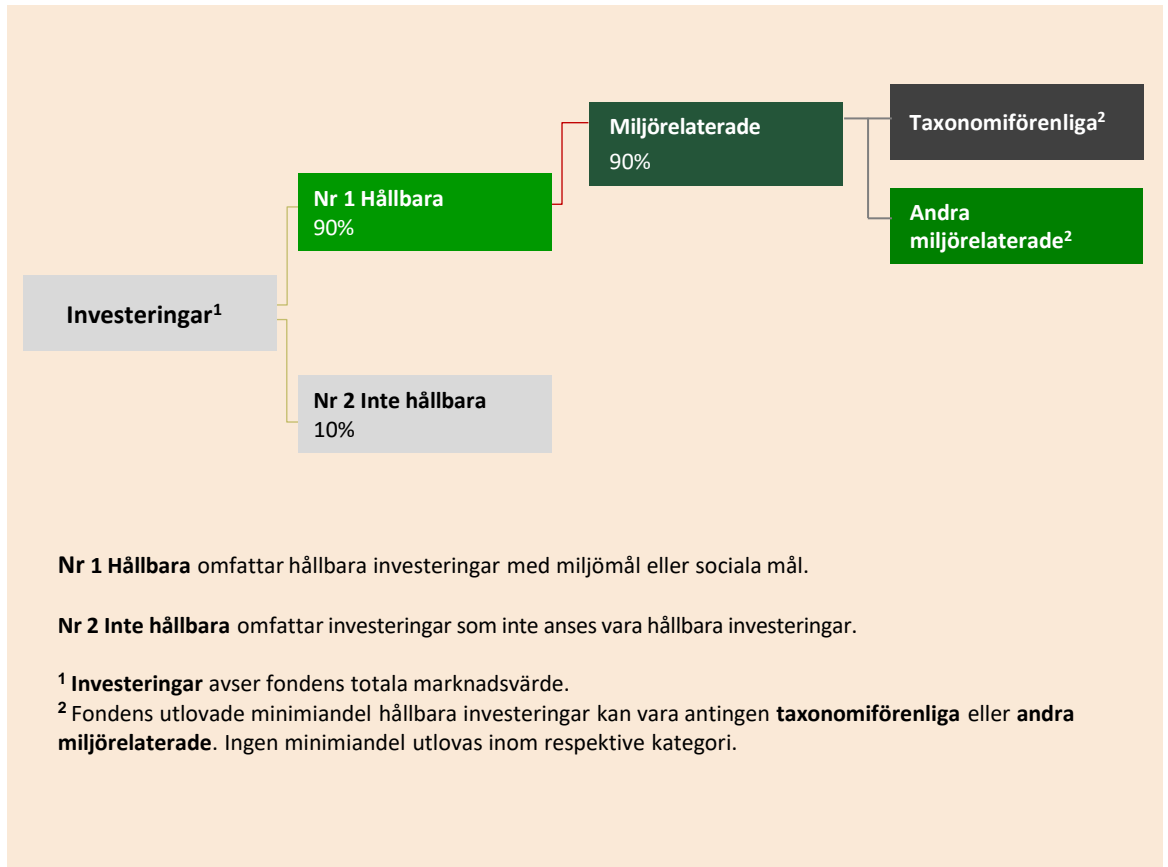 Miljörelaterade
90%
Taxonomiförenliga²
Nr 1 Hållbara
90%
Andra
miljörelaterade²
Investeringar¹
Nr 2 Inte hållbara
10%
Nr 1 Hållbara omfattar hållbara investeringar med miljömål eller sociala mål.
Nr 2 Inte hållbara omfattar investeringar som inte anses vara hållbara investeringar.
¹ Investeringar avser fondens totala marknadsvärde.
² Fondens utlovade minimiandel hållbara investeringar kan vara antingen taxonomiförenliga eller andra
miljörelaterade. Ingen minimiandel utlovas inom respektive kategori.